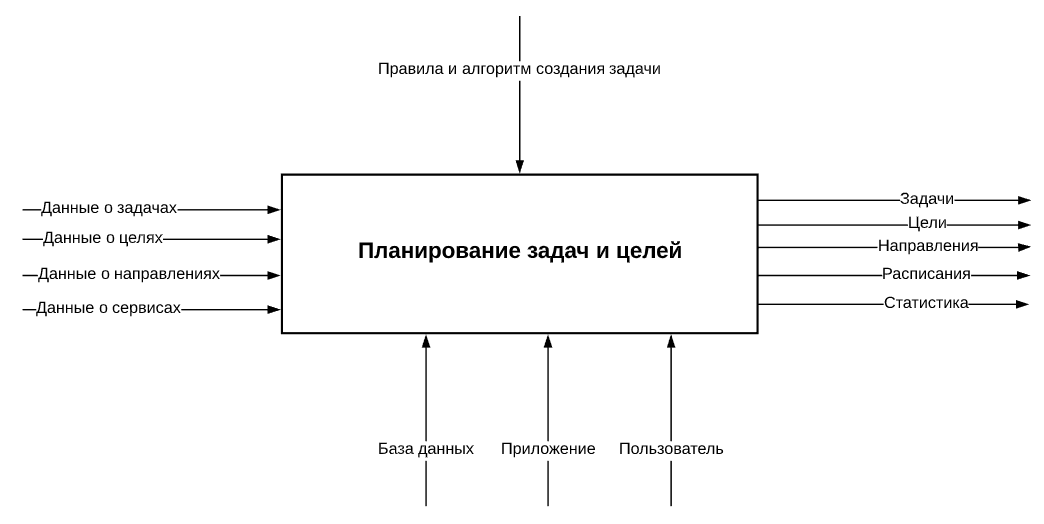 Правила и алгоритм создания задачи
Данные о задачах
Данные о целях
Данные о направлениях
Данные о сервисах
Планирование задач и целей
Задачи
Цели
Направления
Расписания
Статистика
База данных
Приложение
Пользователь